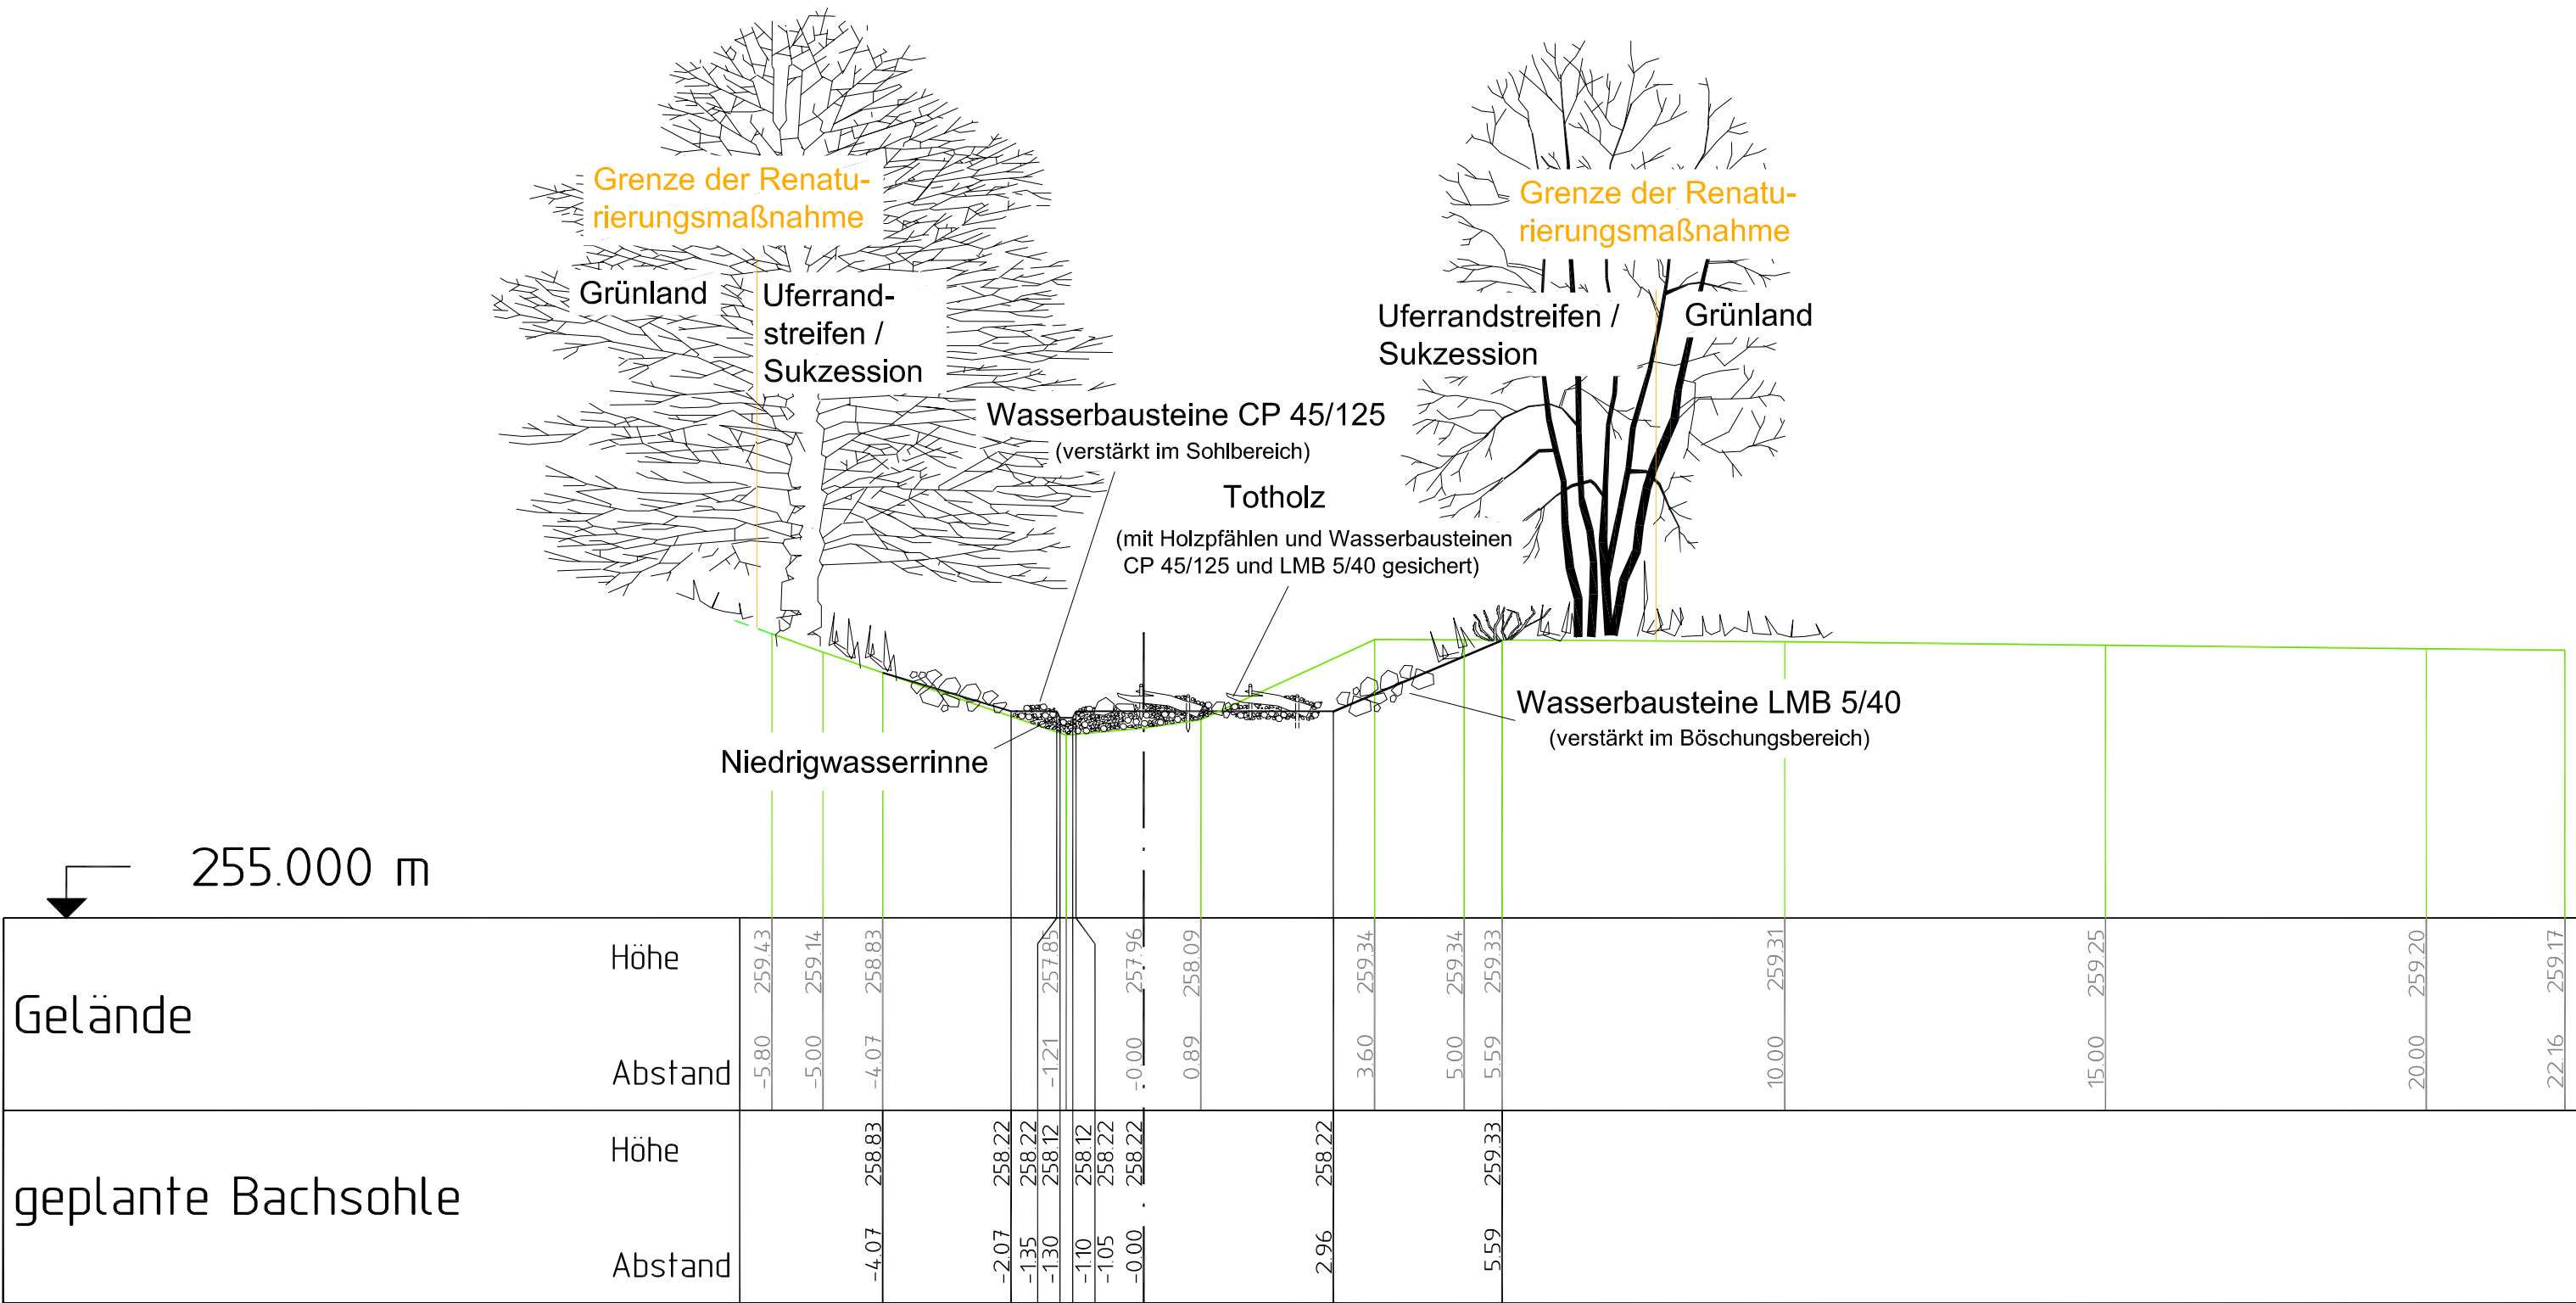 Grenze der Renatu-
rierungsmaßnahme
Grenze der Renatu-
rierungsmaßnahme
Grünland
Uferrand-
streifen /
Sukzession
Uferrandstreifen /
Sukzession
Grünland
Wasserbausteine CP 45/125
(verstärkt im Sohlbereich)
Totholz
(mit Holzpfählen und Wasserbausteinen
CP 45/125 und LMB 5/40 gesichert)
Wasserbausteine LMB 5/40
(verstärkt im Böschungsbereich)
Niedrigwasserrinne
255.000 m
Gelände
Höhe
259.43 259.14 258.83 257.85 257.96 258.09 259.34 259.34 259.33 259.31 259.25 259.20 259.17
Abstand
-5.80 -5.00 -4.07 -1.21 -0.00 0.89 3.60 5.00 5.59 10.00 15.00 20.00 22.16
geplante Bachsohle
Höhe
258.83 258.22 258.22 258.12 258.12 258.22 258.22 258.22 259.33
Abstand
-4.07 -2.07 -1.35 -1.30 -1.10 -1.05 -0.00 2.96 5.59